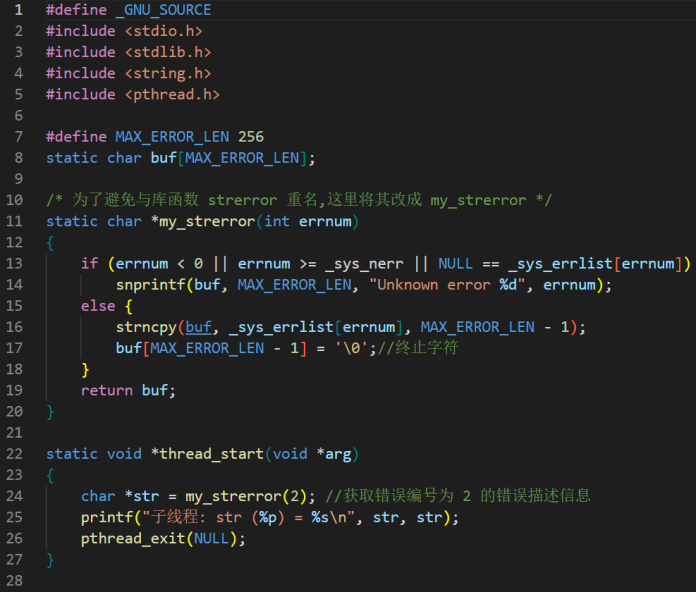 1 #define _GNU_SOURCE
2 #include <stdio.h>
3 #include <stdlib.h>
4 #include <string.h>
5 #include <pthread.h>
6
7 #define MAX_ERROR_LEN 256
8 static char buf[MAX_ERROR_LEN];
9
10 /* 为了避免与库函数 strerror 重名,这里将其改成 my_strerror */
11 static char *my_strerror(int errnum)
12 {
13     if (errnum < 0 || errnum >= _sys_nerr || NULL == _sys_errlist[errnum])
14         snprintf(buf, MAX_ERROR_LEN, "Unknown error %d", errnum);
15     else {
16         strncpy(buf, _sys_errlist[errnum], MAX_ERROR_LEN - 1);
17         buf[MAX_ERROR_LEN - 1] = '\0';//终止字符
18     }
19     return buf;
20 }
21
22 static void *thread_start(void *arg)
23 {
24     char *str = my_strerror(2); //获取错误编号为 2 的错误描述信息
25     printf("子线程: str (%p) = %s\n", str, str);
26     pthread_exit(NULL);
27 }
28